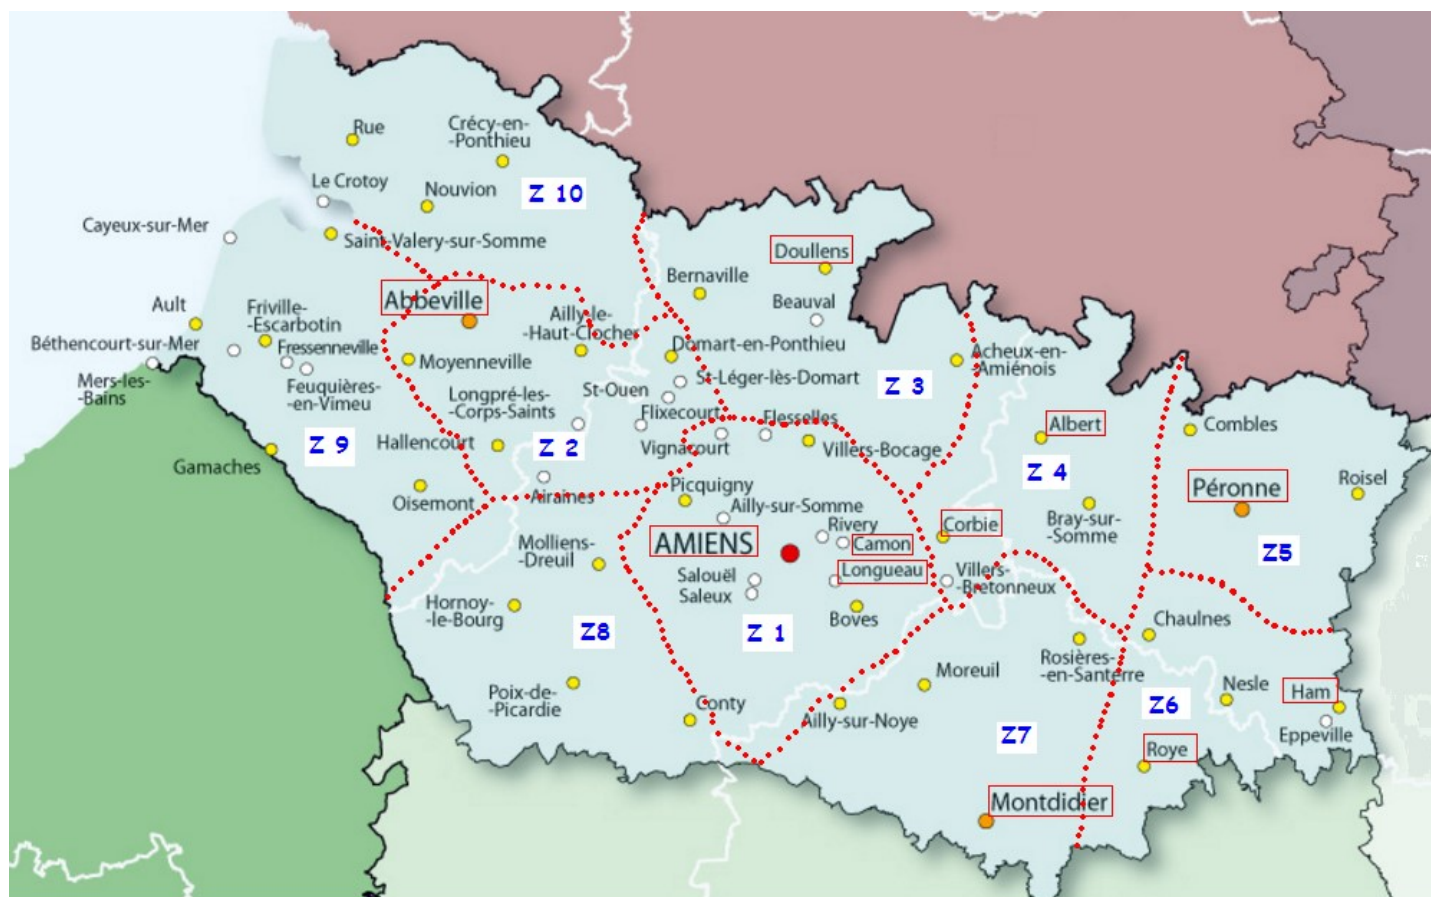 Rue
Crécy-en-
-Ponthieu
Le Crotoy
Nouvion
Z 10
Cayeux-sur-Mer
Saint-Valery-sur-Somme
Doullens
Bernaville
Abbeville
Beauval
Ault
Friville-
-Escarbotin
Ailly-le-
-Haut-Clocher
Béthencourt-sur-Mer
Fressenneville
Moyenneville
Domart-en-Ponthieu
Acheux-en-
-Amiénois
Mers-les-
-Bains
Feuquières-
-en-Vimeu
Longpré-les-
-Corps-Saints
St-Ouen
St-Léger-lès-Domart
Z 3
Flixecourt
Flesselles
Albert
Combles
Z 9
Hallencourt
Z 2
Vignacourt
Villers-Bocage
Gamaches
Z 4
Oisemont
Airaines
Picquigny
Péronne
Roisel
Ailly-sur-Somme
Rivery
Corbie
Bray-sur-
-Somme
AMIENS
Camon
Z5
Molliens-
-Dreuil
Salouël
Longueau
Villers-
-Bretonneux
Saleux
Hornoy-
-le-Bourg
Z8
Z 1
Boves
Chaulnes
Rosières-
-en-Santerre
Moreuil
Poix-de-
-Picardie
Conty
Ailly-sur-Noye
Z6
Nesle
Ham
Z7
Eppeville
Roye
Montdidier